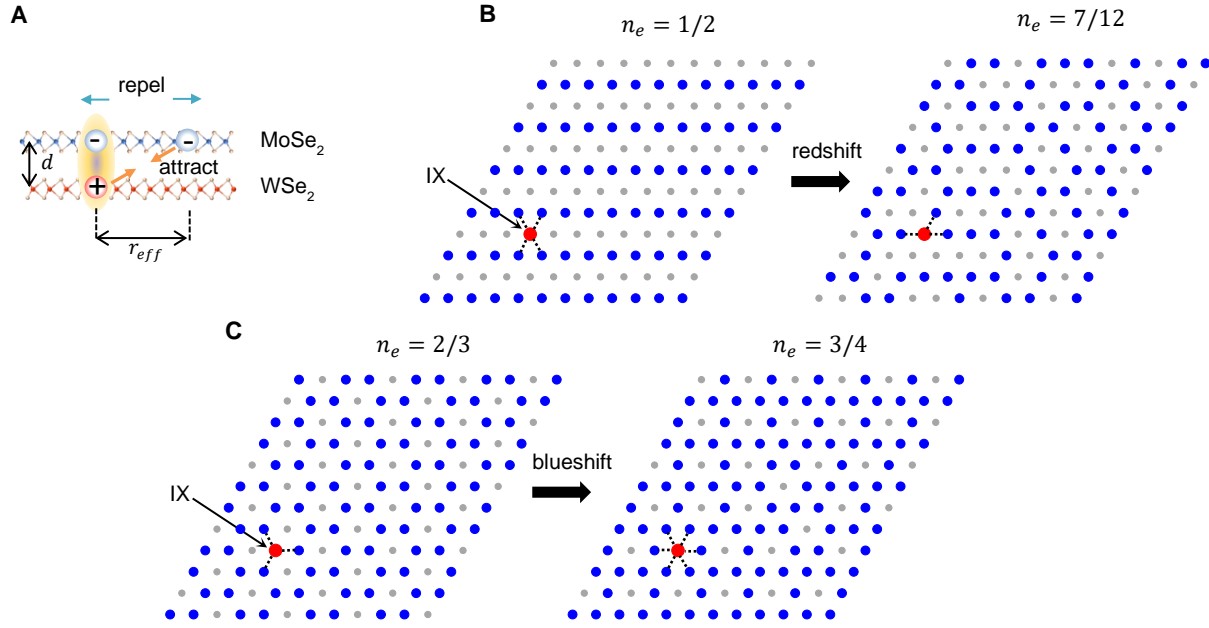 A
repel
-
-
MoSe₂
d
attract
+
WSe₂
r_eff
B
n_e = 1/2
n_e = 7/12
IX
redshift
C
n_e = 2/3
n_e = 3/4
IX
blueshift